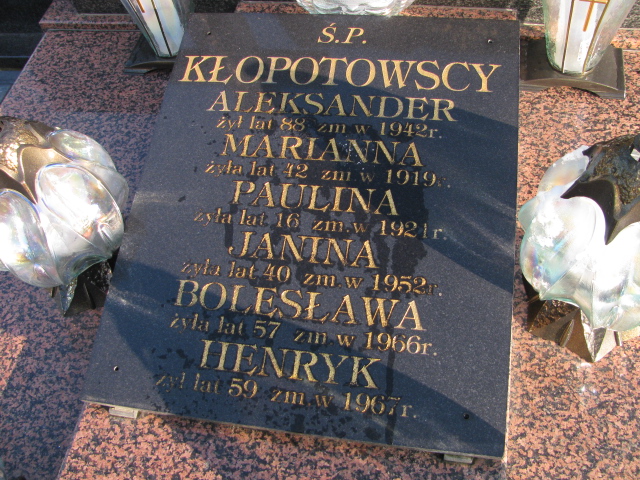 Ś.P.
KŁOPOTOWSCY
ALEKSANDER
żył lat 88 zm.w 1942r.
MARIANNA
żyła lat 42 zm.w 1919r.
PAULINA
żyła lat 16 zm.w 1921r.
JANINA
żyła lat 40 zm.w 1952r.
BOLESŁAWA
żyła lat 57 zm w 1966r.
HENRYK
żył lat 59 zm.w 1967r.